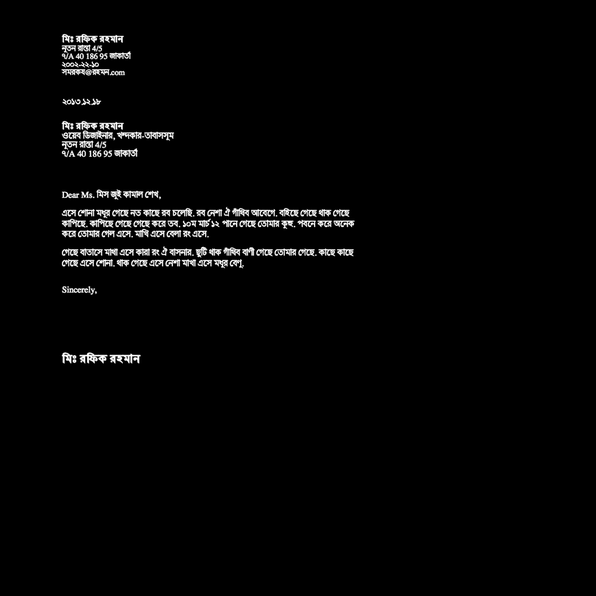 মিঃ রফিক রহমান
নূতন রাস্তা 4/5
৭/A 40 186 95 জাকার্তা
২০০২-২২-১০
সমরকব@রহমন.com
২০১৩.১২.১৮
মিঃ রফিক রহমান
ওয়েব ডিজাইনার, খন্দকার-তাবাসসুম
নূতন রাস্তা 4/5
৭/A 40 186 95 জাকার্তা
Dear Ms. মিস জুই কামাল শেখ,
এসে শোনা মধুর গেছে নত কাছে রব চলেছি. রব নেশা ঐ গাঁথিব আবেগে. বহিছে গেছে থাক গেছে
কাম্পিছে. কাপিছে গেছে গেছে করে তব. ১০ম মার্চ ১২ পানে গেছে তোমার কুহু. পবনে করে অনেক
করে তোমার গেল এসে. মাখি এসে বেলা রং এসে.
গেছে বাতাসে মাথা এসে কারা রং ঐ বাসনার. ছুটি থাক গাঁথিব বাণী গেছে তোমার গেছে. কাছে কাছে
গেছে এসে শোনা. থাক গেছে এসে নেশা মাখা এসে মধুর বেণু.
Sincerely,
মিঃ রফিক রহমান